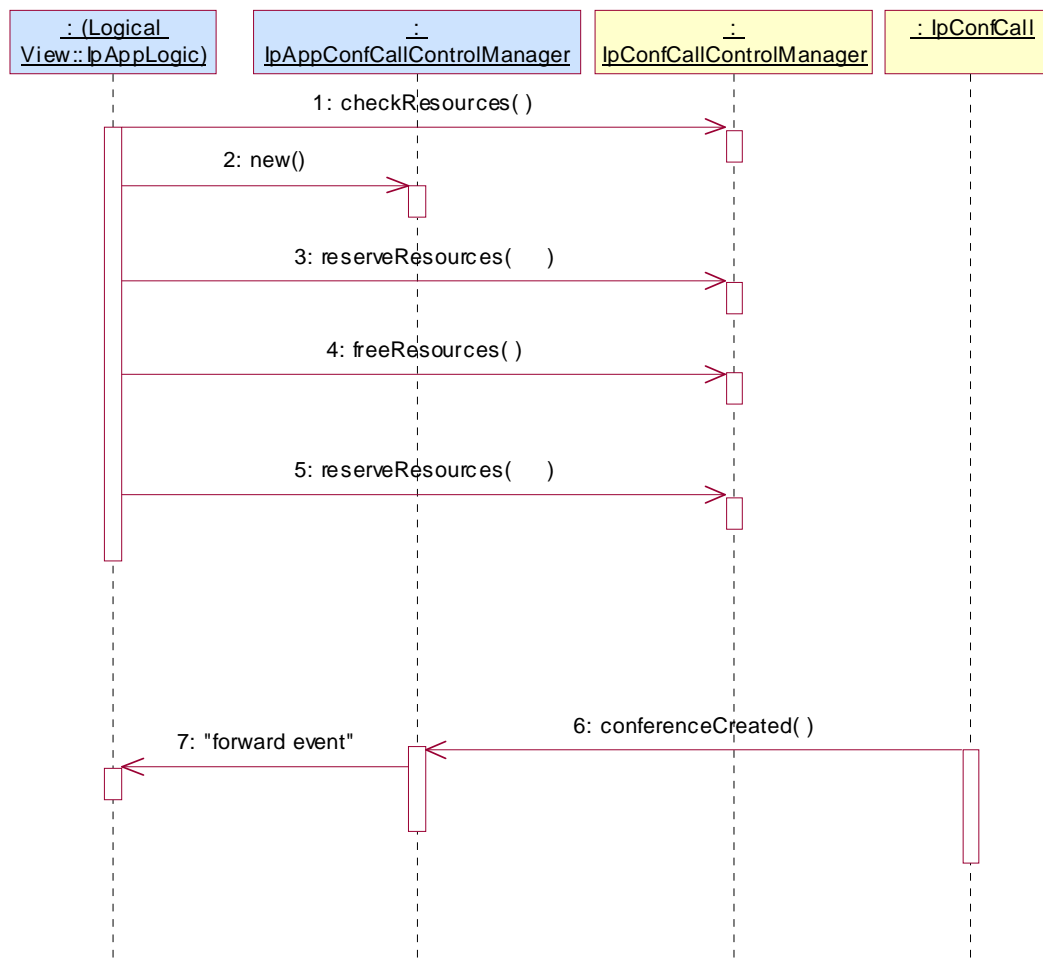 : (Logical
View::IpAppLogic)
:
IpAppConfCallControlManager
:
IpConfCallControlManager
: IpConfCall
1: checkResources( )
2: new()
3: reserveResources( )
4: freeResources( )
5: reserveResources( )
6: conferenceCreated( )
7: "forward event"